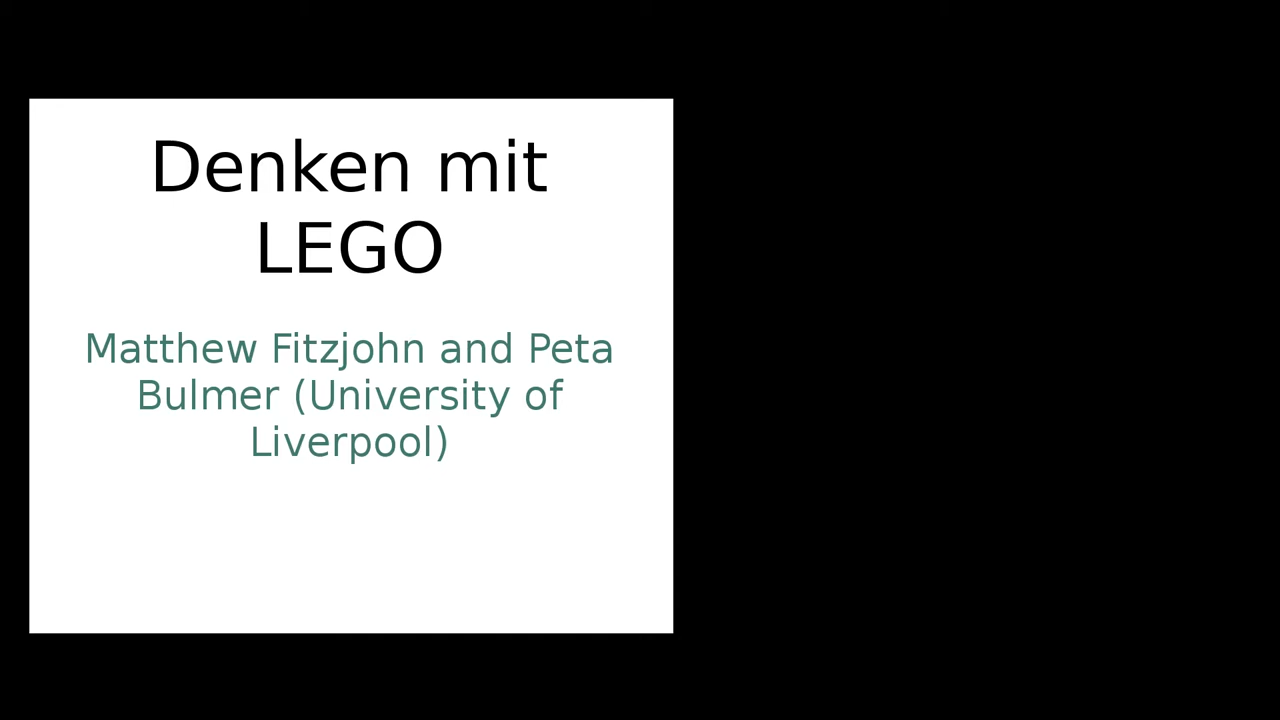 Denken mit
LEGO
Matthew Fitzjohn and Peta
Bulmer (University of
Liverpool)